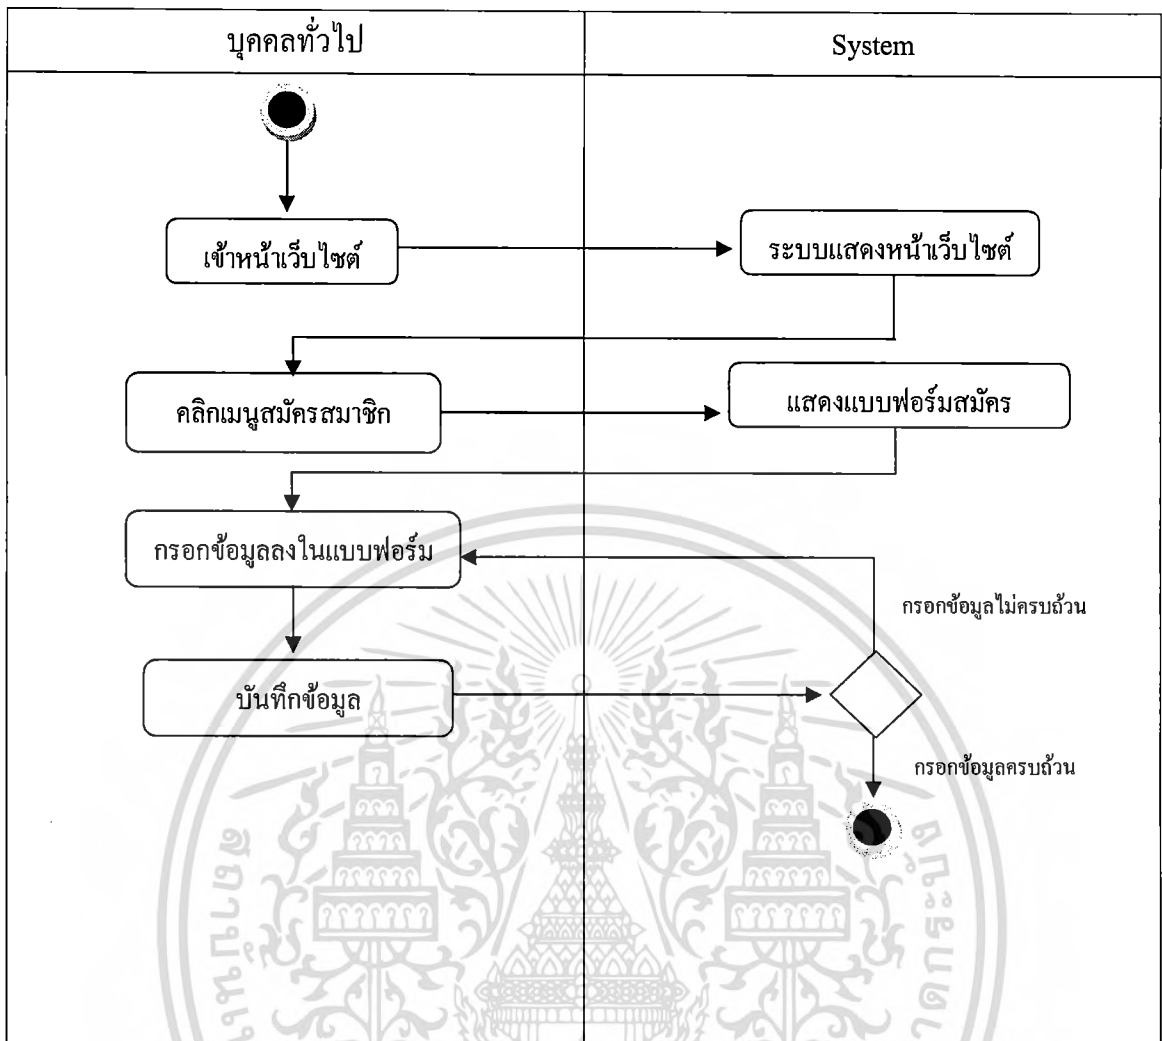 บุคคลทั่วไป
System
เข้าหน้าเว็บไซต์
ระบบแสดงหน้าเว็บไซต์
คลิกเมนูสมัครสมาชิก
แสดงแบบฟอร์มสมัคร
กรอกข้อมูลลงในแบบฟอร์ม
กรอกข้อมูลไม่ครบถ้วน
บันทึกข้อมูล
กรอกข้อมูลครบถ้วน